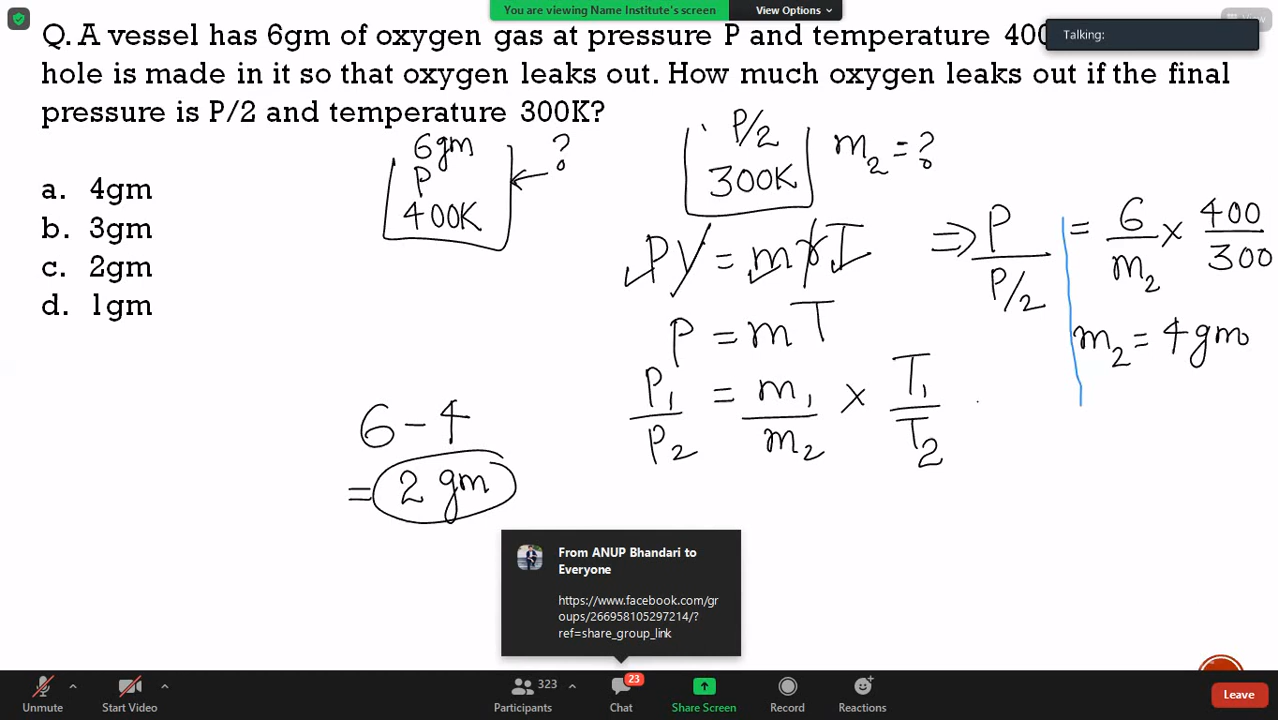 You are viewing Name Institute's screen
View Options
View
Talking:
Q. A vessel has 6gm of oxygen gas at pressure P and temperature 400
hole is made in it so that oxygen leaks out. How much oxygen leaks out if the final
pressure is P/2 and temperature 300K?
a. 4gm
b. 3gm
c. 2gm
d. 1gm
6gm
P
400K
?
P/2
300K
m₂ = ?
PV = mrT
P = mT
P₁/P₂ = m₁/m₂ × T₁/T₂
⇒ P/(P/2) = 6/m₂ × 400/300
m₂ = 4gm
6 - 4
= 2 gm
From ANUP Bhandari to
Everyone
https://www.facebook.com/gr
oups/266958105297214/?
ref=share_group_link
Unmute
Start Video
323
Participants
23
Chat
Share Screen
Record
Reactions
Leave